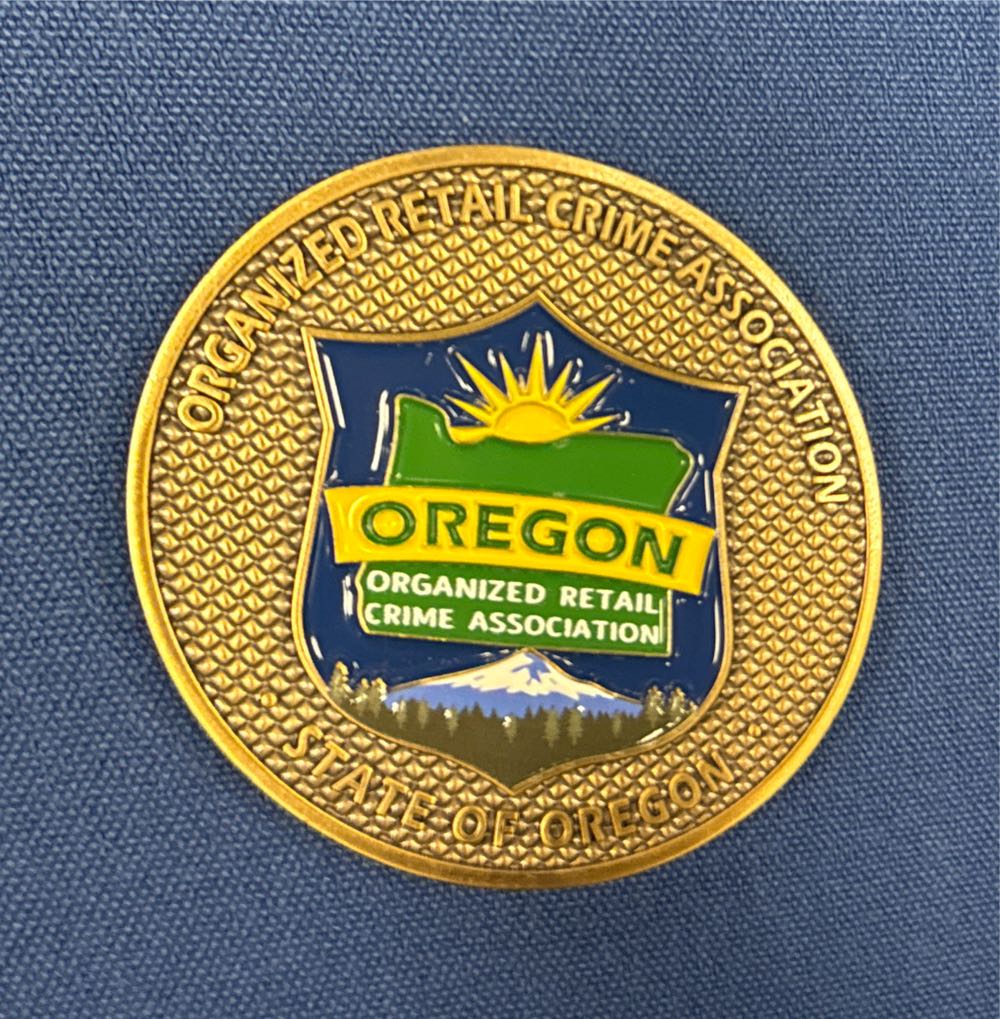 ORGANIZED RETAIL CRIME ASSOCIATION
OREGON
ORGANIZED RETAIL
CRIME ASSOCIATION
STATE OF OREGON